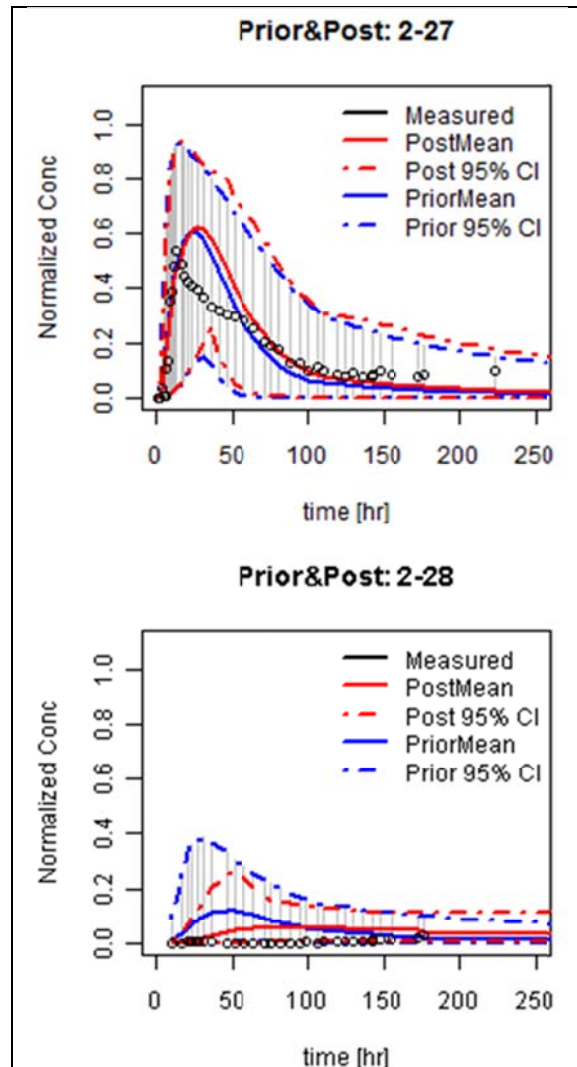 Prior&Post: 2-27
Measured
PostMean
Post 95% CI
PriorMean
Prior 95% CI
Normalized Conc
1.0
0.8
0.6
0.4
0.2
0.0
0 50 100 150 200 250
time [hr]
Prior&Post: 2-28
Measured
PostMean
Post 95% CI
PriorMean
Prior 95% CI
Normalized Conc
1.0
0.8
0.6
0.4
0.2
0.0
0 50 100 150 200 250
time [hr]